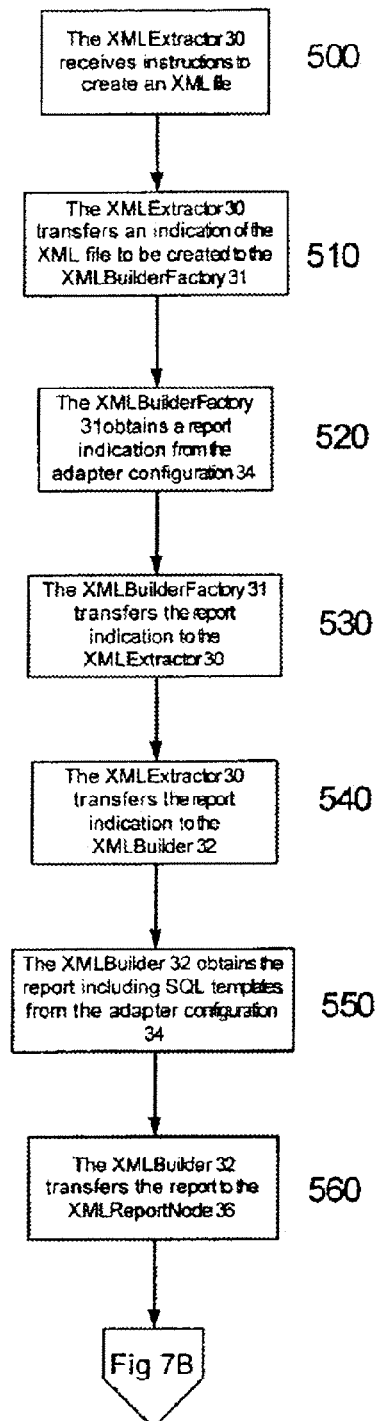 The XMLExtractor 30
receives instructions to
create an XML file
500
The XMLExtractor 30
transfers an indication of the
XML file to be created to the
XMLBuilderFactory 31
510
The XMLBuilderFactory
31 obtains a report
indication from the
adapter configuration 34
520
The XMLBuilderFactory 31
transfers the report
indication to the
XMLExtractor 30
530
The XMLExtractor 30
transfers the report
indication to the
XMLBuilder 32
540
The XMLBuilder 32 obtains the
report including SQL templates
from the adapter configuration
34
550
The XMLBuilder 32
transfers the report to the
XMLReportNode 36
560
Fig 7B